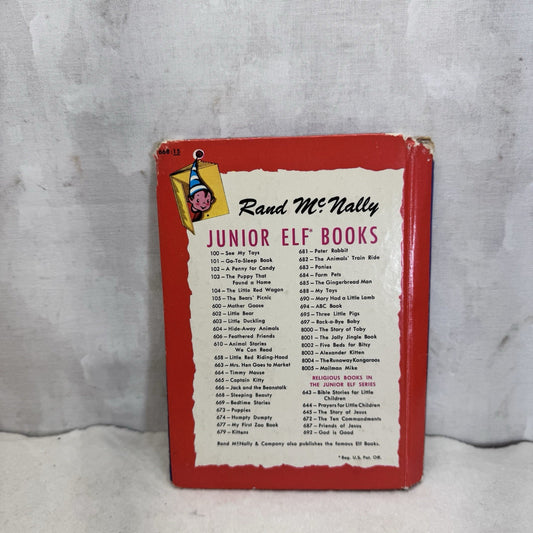 668:15
Rand McNally
JUNIOR ELF® BOOKS
100 — See My Toys
101 — Go-To-Sleep Book
102 — A Penny for Candy
103 — The Puppy That
Found a Home
104 — The Little Red Wagon
105 — The Bears' Picnic
600 — Mother Goose
602 — Little Bear
603 — Little Duckling
604 — Hide-Away Animals
606 — Feathered Friends
610 — Animal Stories
We Can Read
658 — Little Red Riding-Hood
663 — Mrs. Hen Goes to Market
664 — Timmy Mouse
665 — Captain Kitty
666 — Jack and the Beanstalk
668 — Sleeping Beauty
669 — Bedtime Stories
673 — Puppies
674 — Humpty Dumpty
677 — My First Zoo Book
679 — Kittens
681 — Peter Rabbit
682 — The Animals' Train Ride
683 — Ponies
684 — Farm Pets
685 — The Gingerbread Man
688 — My Toys
690 — Mary Had a Little Lamb
694 — ABC Book
695 — Three Little Pigs
697 — Rock-a-Bye Baby
8000 — The Story of Toby
8001 — The Jolly Jingle Book
8002 — Five Beds for Bitsy
8003 — Alexander Kitten
8004 — The Runaway Kangaroos
8005 — Mailman Mike
RELIGIOUS BOOKS IN
THE JUNIOR ELF SERIES
643 — Bible Stories for Little
Children
644 — Prayers for Little Children
645 — The Story of Jesus
672 — The Ten Commandments
687 — Friends of Jesus
692 — God is Good
Rand McNally & Company also publishes the famous Elf Books.
®Reg. U.S. Pat. Off.